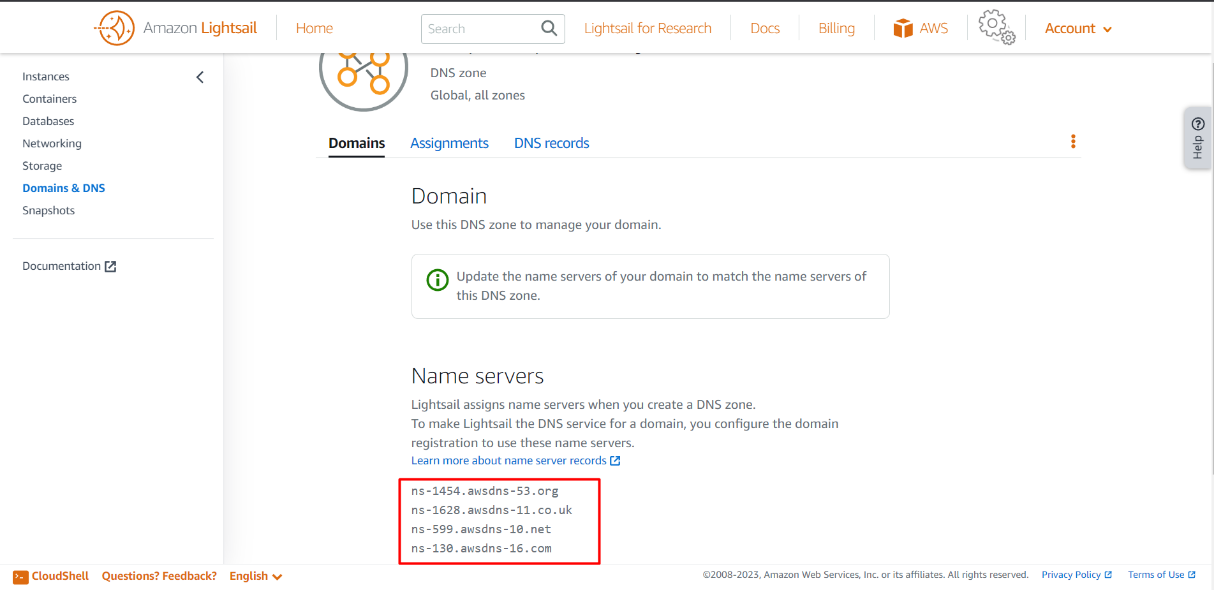 Amazon Lightsail
Home
Search
Lightsail for Research
Docs
Billing
AWS
Account
Instances
Containers
Databases
Networking
Storage
Domains & DNS
Snapshots
Documentation
DNS zone
Global, all zones
Domains
Assignments
DNS records
Help
Domain
Use this DNS zone to manage your domain.
Update the name servers of your domain to match the name servers of
this DNS zone.
Name servers
Lightsail assigns name servers when you create a DNS zone.
To make Lightsail the DNS service for a domain, you configure the domain
registration to use these name servers.
Learn more about name server records
ns-1454.awsdns-53.org
ns-1628.awsdns-11.co.uk
ns-599.awsdns-10.net
ns-130.awsdns-16.com
CloudShell
Questions? Feedback?
English
©2008-2023, Amazon Web Services, Inc. or its affiliates. All rights reserved.
Privacy Policy
Terms of Use